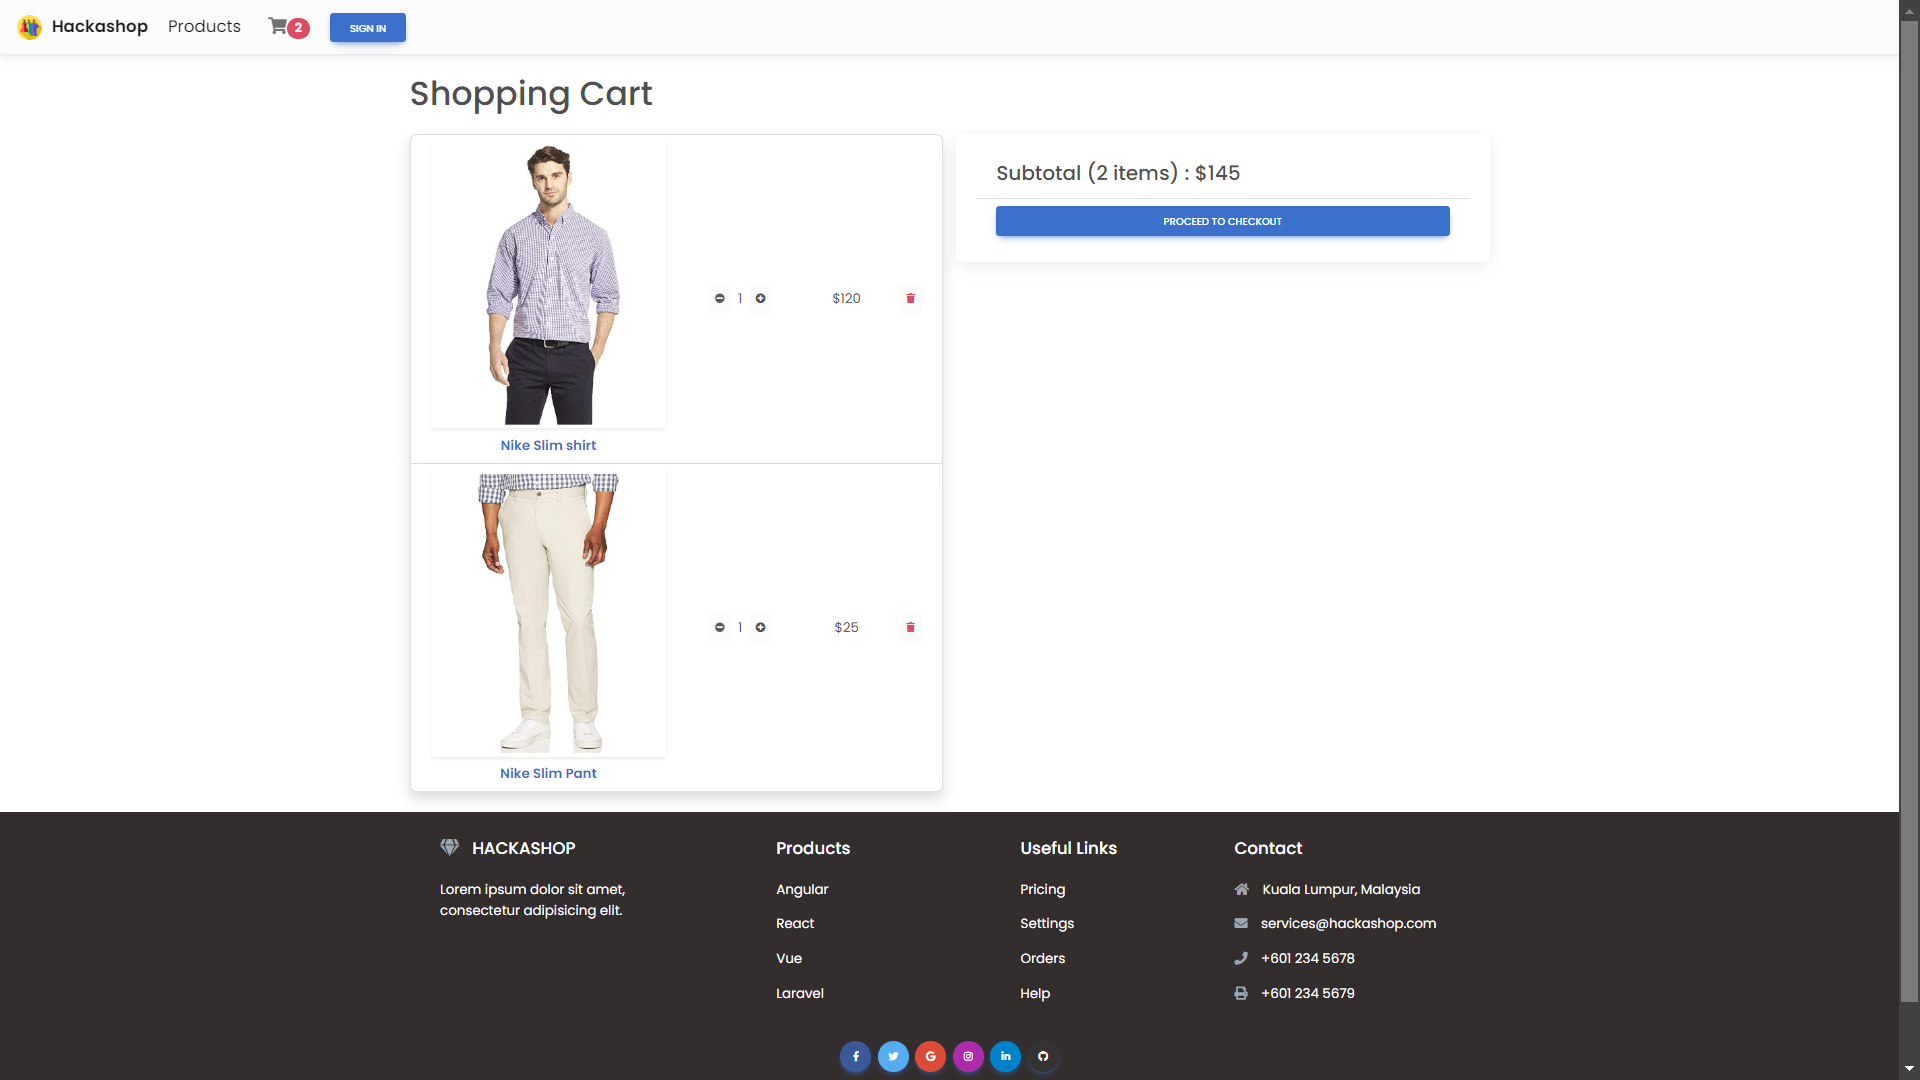 Hackashop
Products
2
SIGN IN
Shopping Cart
1
$120
Nike Slim shirt
1
$25
Nike Slim Pant
Subtotal (2 items) : $145
PROCEED TO CHECKOUT
HACKASHOP
Lorem ipsum dolor sit amet,
consectetur adipisicing elit.
Products
Angular
React
Vue
Laravel
Useful Links
Pricing
Settings
Orders
Help
Contact
Kuala Lumpur, Malaysia
services@hackashop.com
+601 234 5678
+601 234 5679